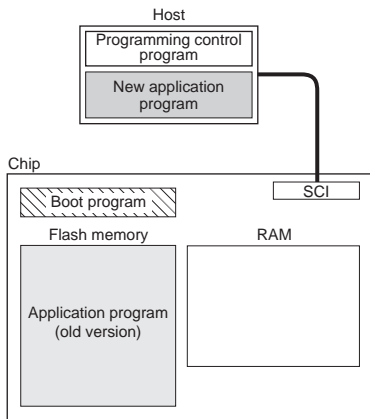 Host
Programming control
program
New application
program
Chip
SCI
Boot program
Flash memory
RAM
Application program
(old version)